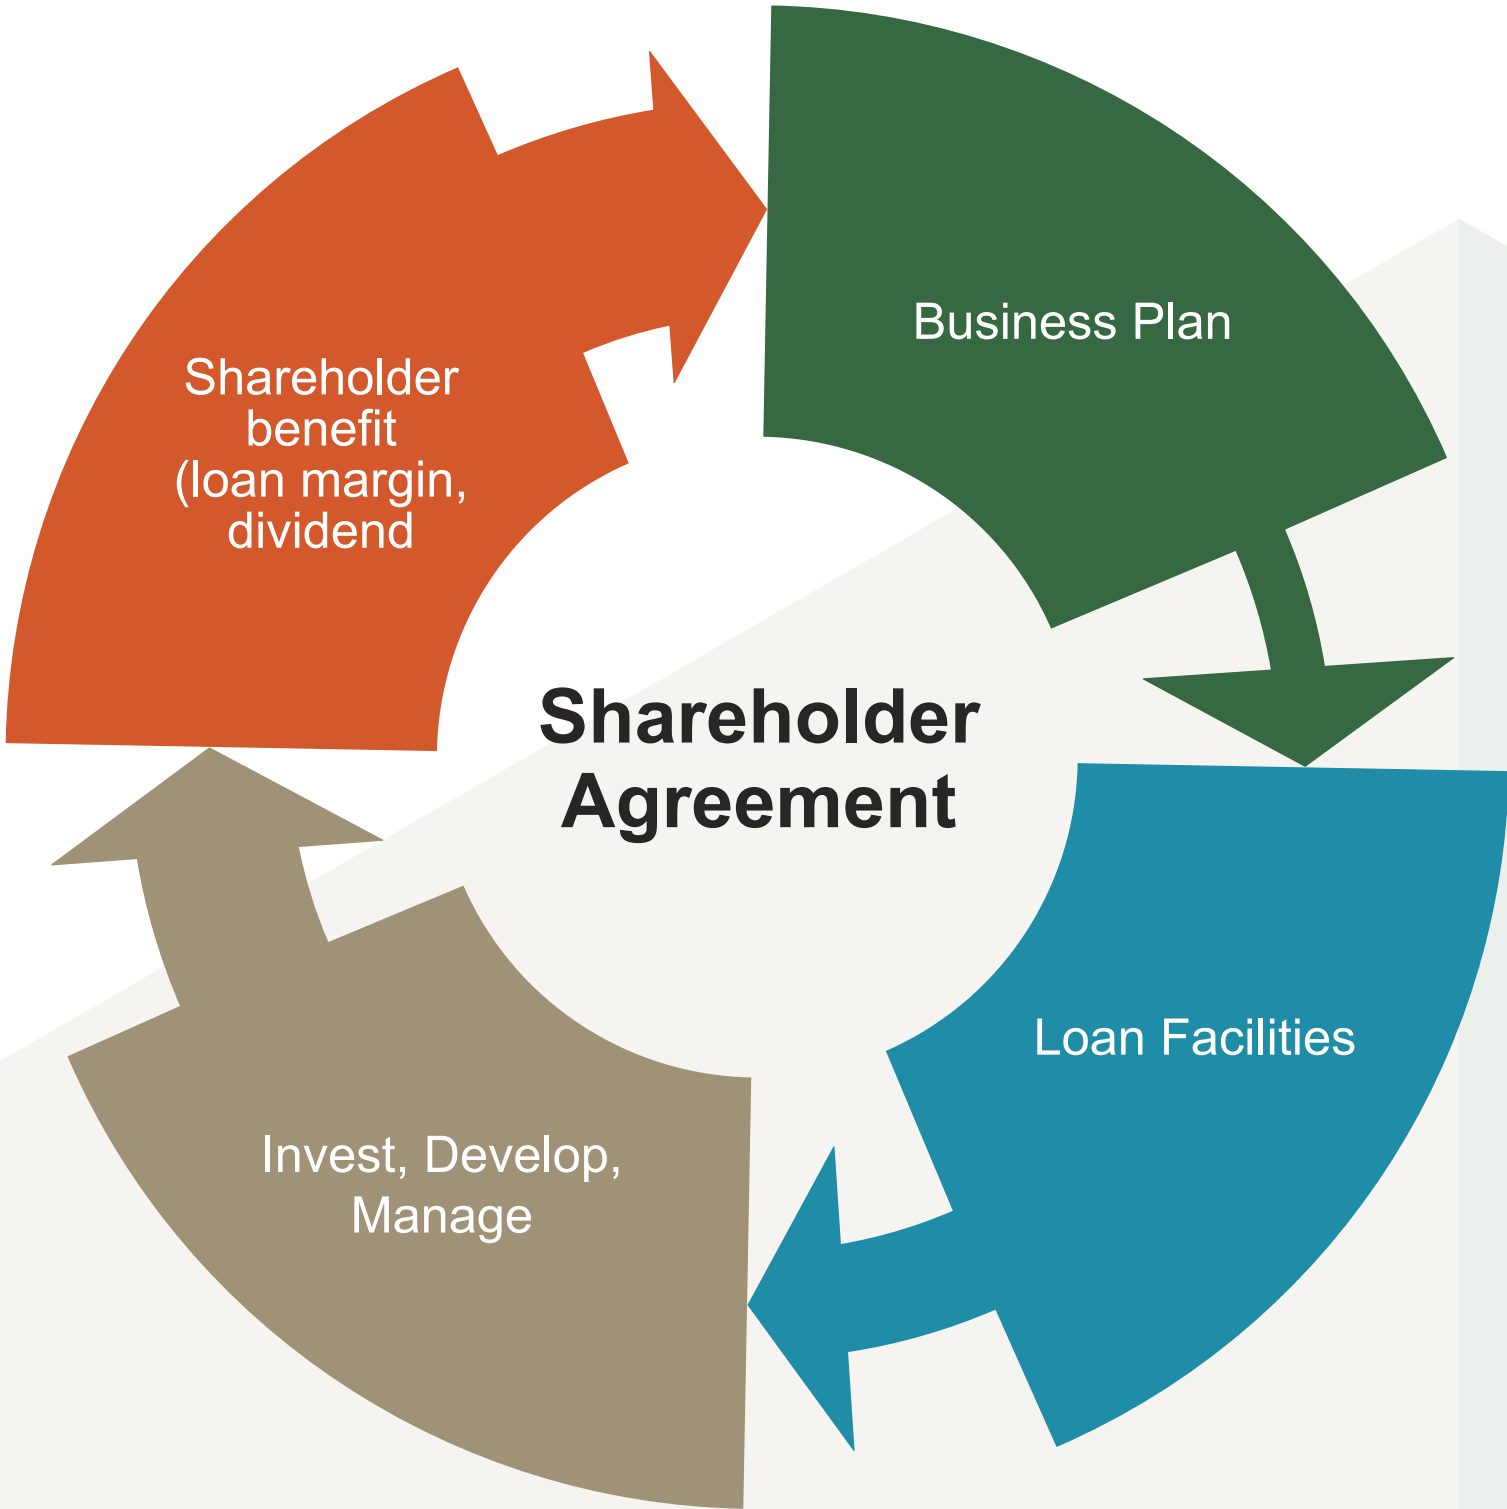 Business Plan
Shareholder
benefit
(loan margin,
dividend
Shareholder
Agreement
Loan Facilities
Invest, Develop,
Manage